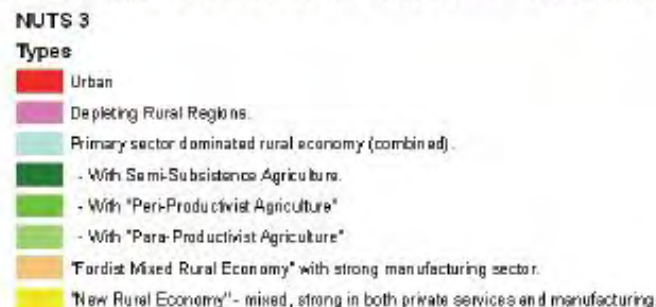 NUTS 3
Types
Urban
Depleting Rural Regions.
Primary sector dominated rural economy (combined).
- With Semi-Subsistence Agriculture.
- With "Peri-Productivist Agriculture"
- With "Para-Productivist Agriculture"
"Fordist Mixed Rural Economy" with strong manufacturing sector.
"New Rural Economy" - mixed, strong in both private services and manufacturing